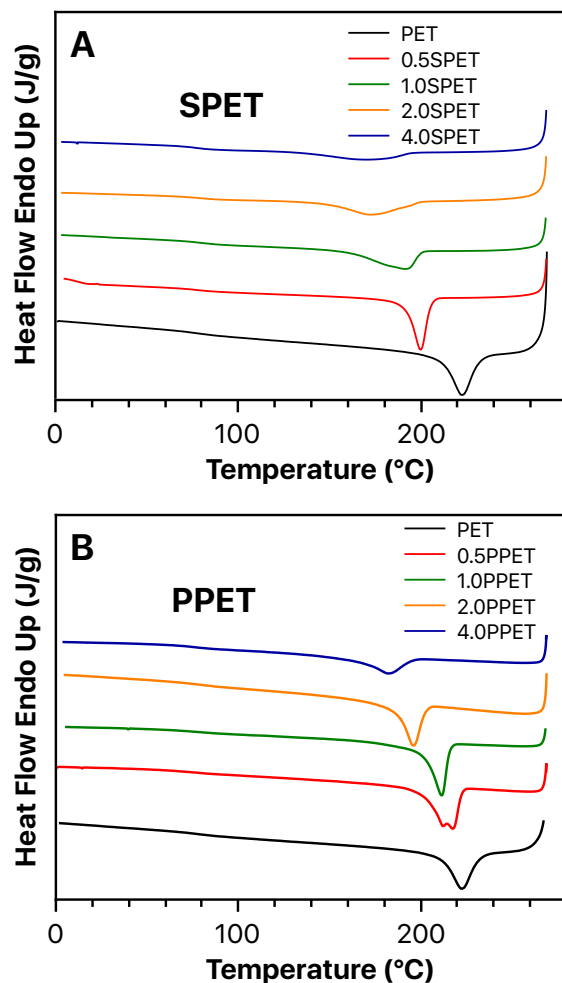 A
SPET
PET
0.5SPET
1.0SPET
2.0SPET
4.0SPET
Heat Flow Endo Up (J/g)
0
100
200
Temperature (°C)
B
PPET
PET
0.5PPET
1.0PPET
2.0PPET
4.0PPET
Heat Flow Endo Up (J/g)
0
100
200
Temperature (°C)